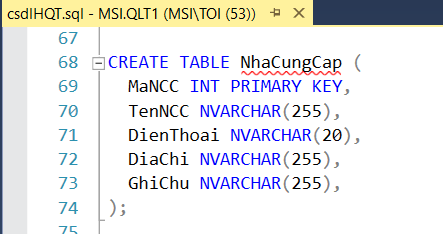 csdlHQT.sql - MSI.QLT1 (MSI\TOI (53))
67
68 CREATE TABLE NhaCungCap (
69 MaNCC INT PRIMARY KEY,
70 TenNCC NVARCHAR(255),
71 DienThoai NVARCHAR(20),
72 DiaChi NVARCHAR(255),
73 GhiChu NVARCHAR(255),
74 );
75